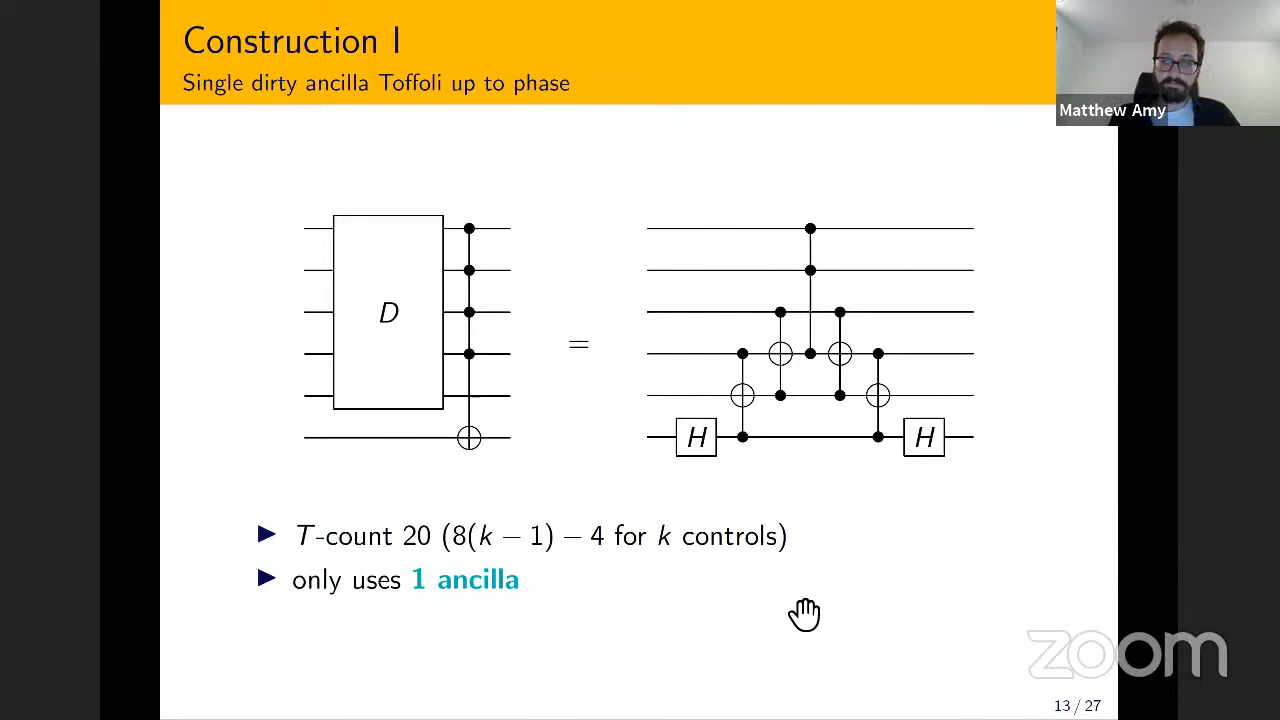 Construction I
Single dirty ancilla Toffoli up to phase
Matthew Amy
D
=
H
H
▶ T-count 20 (8(k − 1) − 4 for k controls)
▶ only uses 1 ancilla
zoom
13 / 27